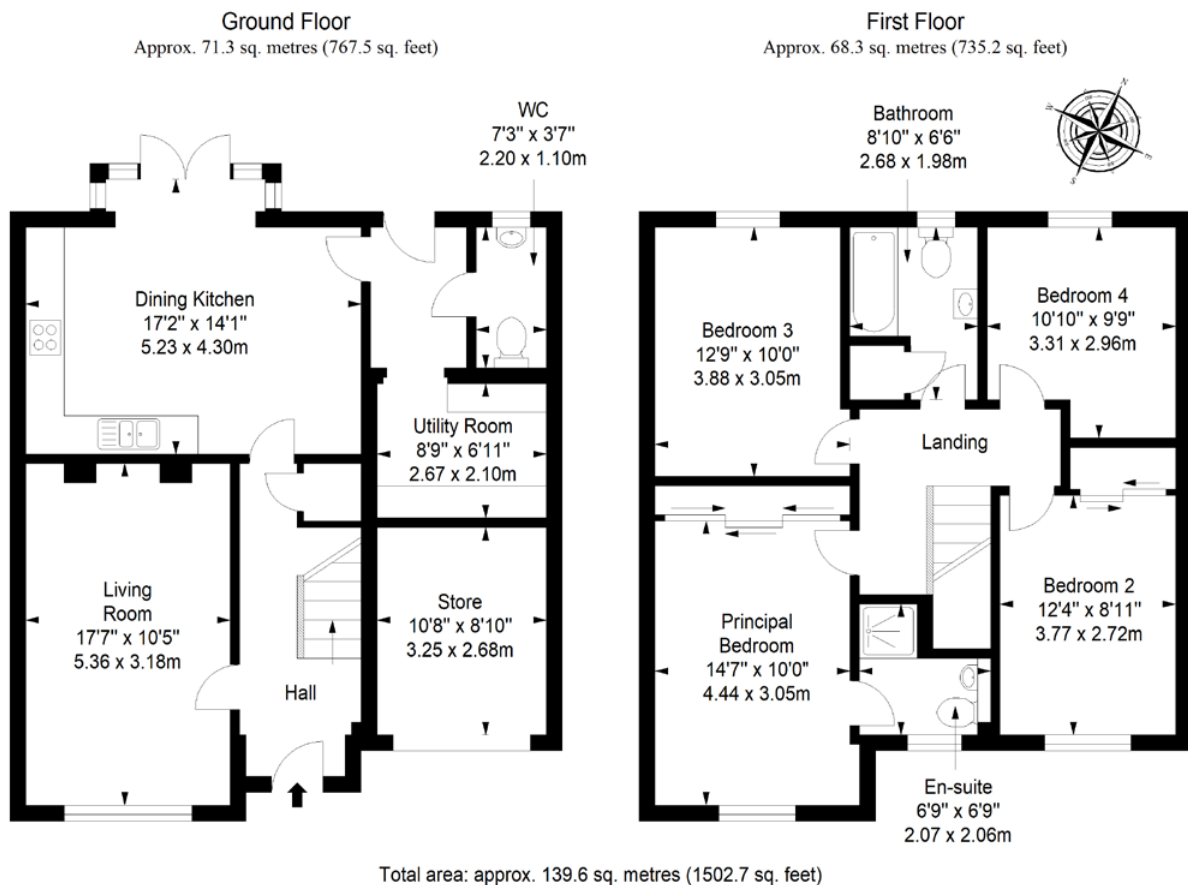 Ground Floor
Approx. 71.3 sq. metres (767.5 sq. feet)
First Floor
Approx. 68.3 sq. metres (735.2 sq. feet)
WC
7'3" x 3'7"
2.20 x 1.10m
Dining Kitchen
17'2" x 14'1"
5.23 x 4.30m
Utility Room
8'9" x 6'11"
2.67 x 2.10m
Living
Room
17'7" x 10'5"
5.36 x 3.18m
Store
10'8" x 8'10"
3.25 x 2.68m
Hall
Bathroom
8'10" x 6'6"
2.68 x 1.98m
N
W
E
S
Bedroom 3
12'9" x 10'0"
3.88 x 3.05m
Bedroom 4
10'10" x 9'9"
3.31 x 2.96m
Landing
Principal
Bedroom
14'7" x 10'0"
4.44 x 3.05m
Bedroom 2
12'4" x 8'11"
3.77 x 2.72m
En-suite
6'9" x 6'9"
2.07 x 2.06m
Total area: approx. 139.6 sq. metres (1502.7 sq. feet)